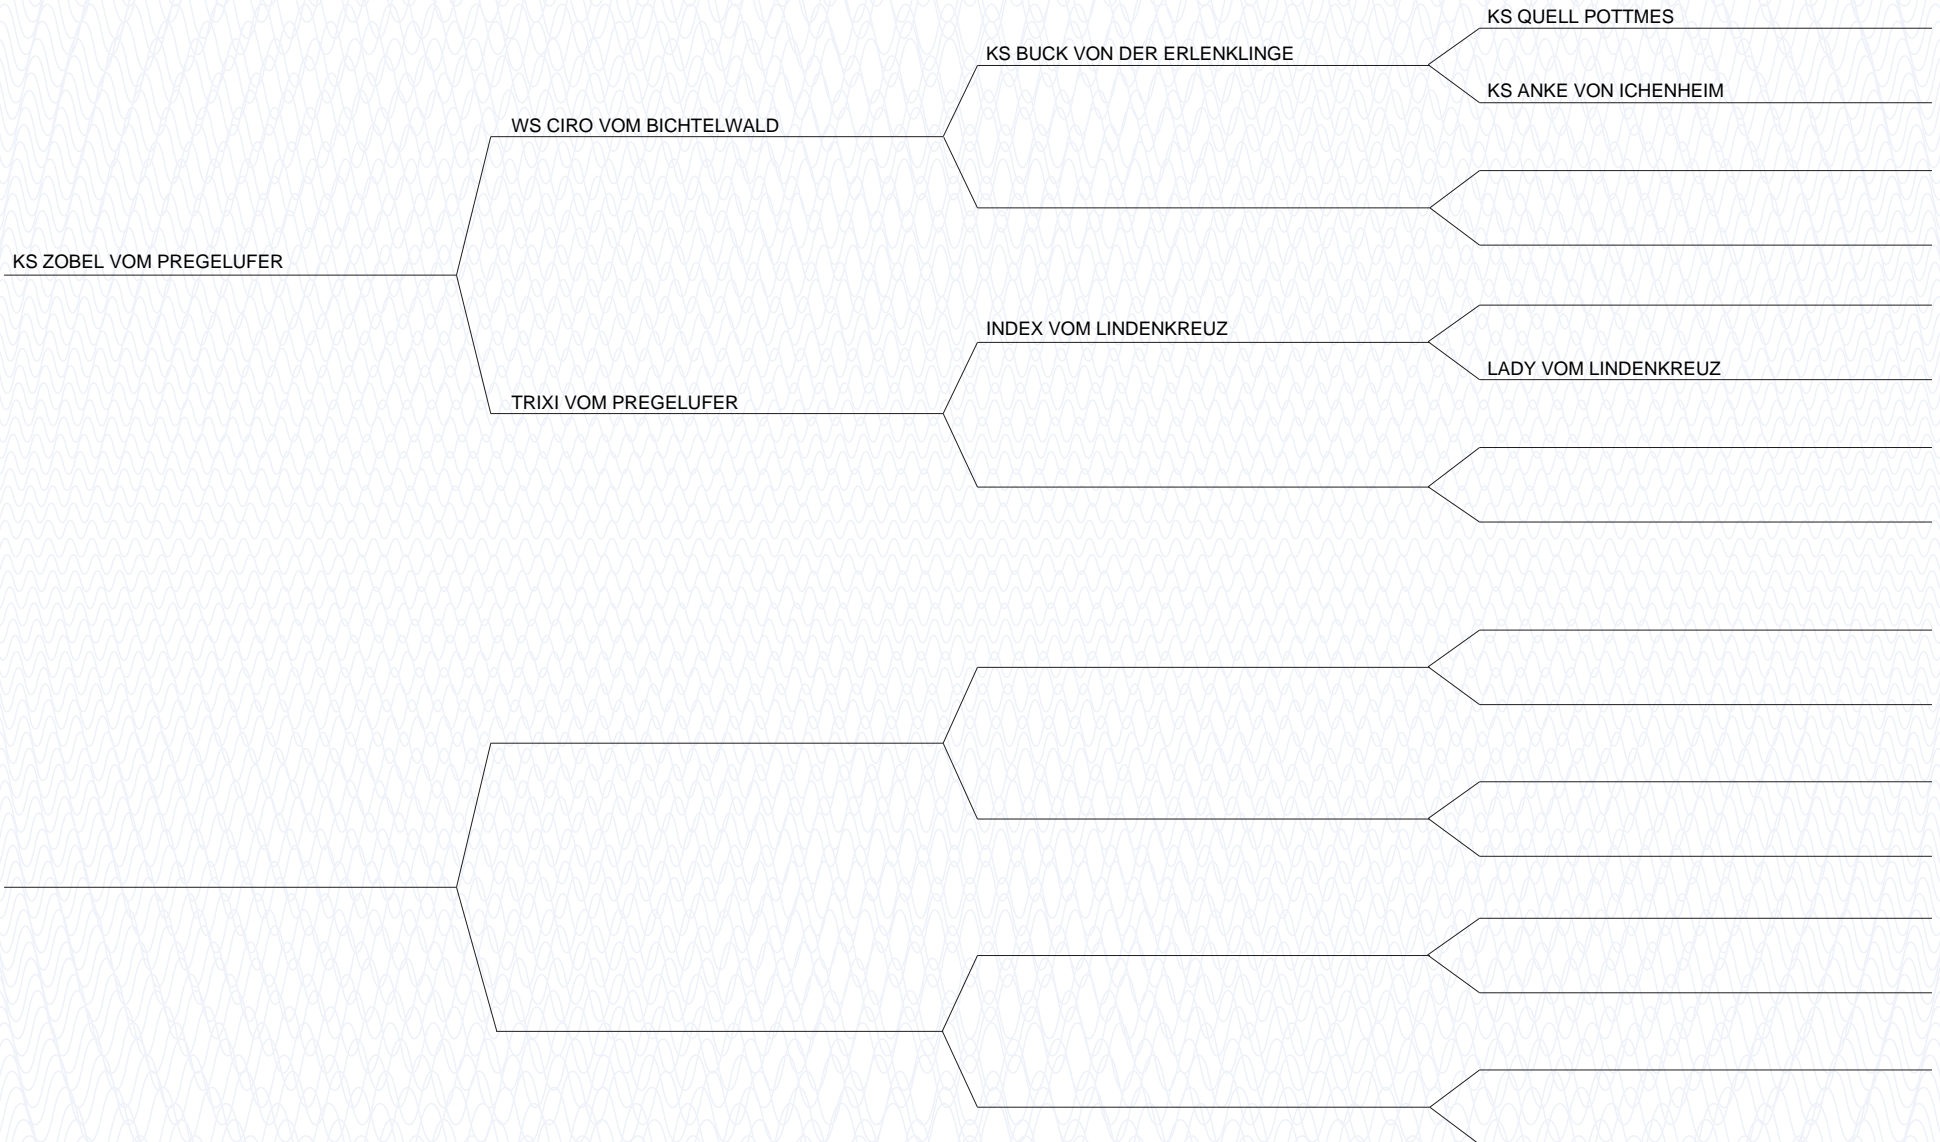 KS QUELL POTTMES
KS BUCK VON DER ERLENKLINGE
KS ANKE VON ICHENHEIM
WS CIRO VOM BICHTELWALD
KS ZOBEL VOM PREGELUFER
INDEX VOM LINDENKREUZ
LADY VOM LINDENKREUZ
TRIXI VOM PREGELUFER